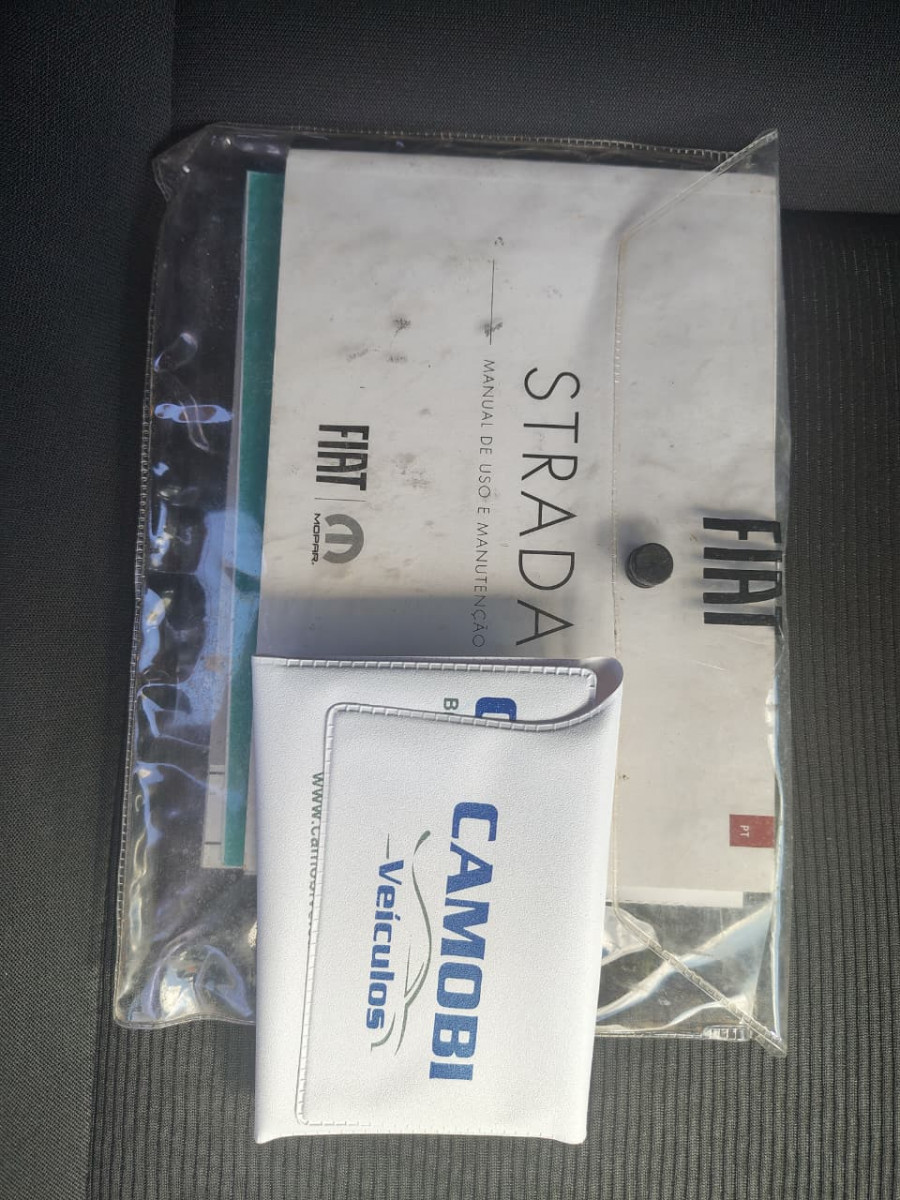 FIAT
STRADA
MANUAL DE USO E MANUTENÇÃO
FIAT
MOPAR.
PT
CAMOBI
Veículos